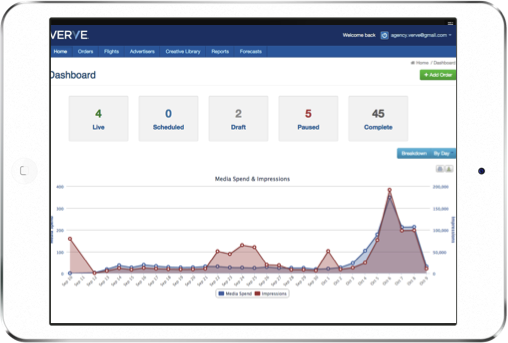 VERVE
Welcome back agency.verve@gmail.com
Home Orders Flights Advertisers Creative Library Reports Forecasts
Home / Dashboard
Dashboard
+ Add Order
4 0 2 5 45
Live Scheduled Draft Paused Complete
Breakdown By Day
Media Spend & Impressions
400 200,000
300 150,000
200 100,000
100 50,000
0 0
Media Spend
Impressions
Media Spend Impressions